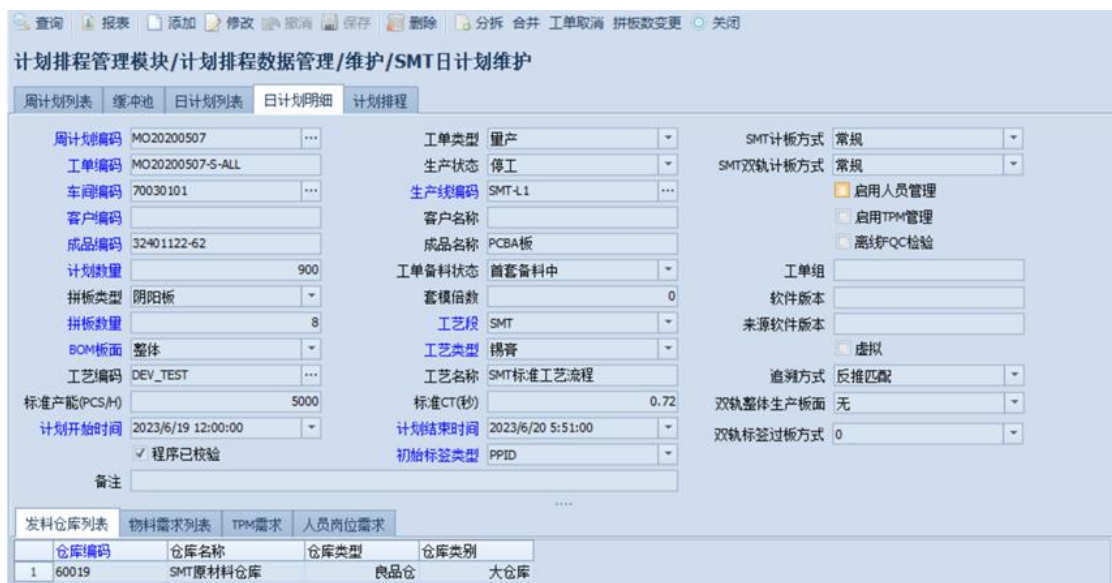 查询 报表 添加 修改 撤消 保存 删除 分拆 合并 工单取消 拼板数变更 关闭
计划排程管理模块/计划排程数据管理/维护/SMT日计划维护
周计划列表 缓冲池 日计划列表 日计划明细 计划排程
周计划编码 MO20200507 ... 工单类型 量产 SMT计板方式 常规
工单编码 MO20200507-S-ALL 生产状态 停工 SMT双轨计板方式 常规
车间编码 70030101 ... 生产线编码 SMT-L1 ... 启用人员管理
客户编码 客户名称 启用TPM管理
成品编码 32401122-62 成品名称 PCBA板 离线FQC检验
计划数量 900 工单备料状态 首套备料中 工单组
拼板类型 阴阳板 套模倍数 0 软件版本
拼板数量 8 工艺段 SMT 来源软件版本
BOM板面 整体 工艺类型 锡膏 虚拟
工艺编码 DEV_TEST ... 工艺名称 SMT标准工艺流程 追溯方式 反推匹配
标准产能(PCS/H) 5000 标准CT(秒) 0.72 双轨整体生产板面 无
计划开始时间 2023/6/19 12:00:00 计划结束时间 2023/6/20 5:51:00 双轨标签过板方式 0
程序已校验 初始标签类型 PPID
备注
发料仓库列表 物料需求列表 TPM需求 人员岗位需求
仓库编码 仓库名称 仓库类型 仓库类别
1 60019 SMT原材料仓库 良品仓 大仓库